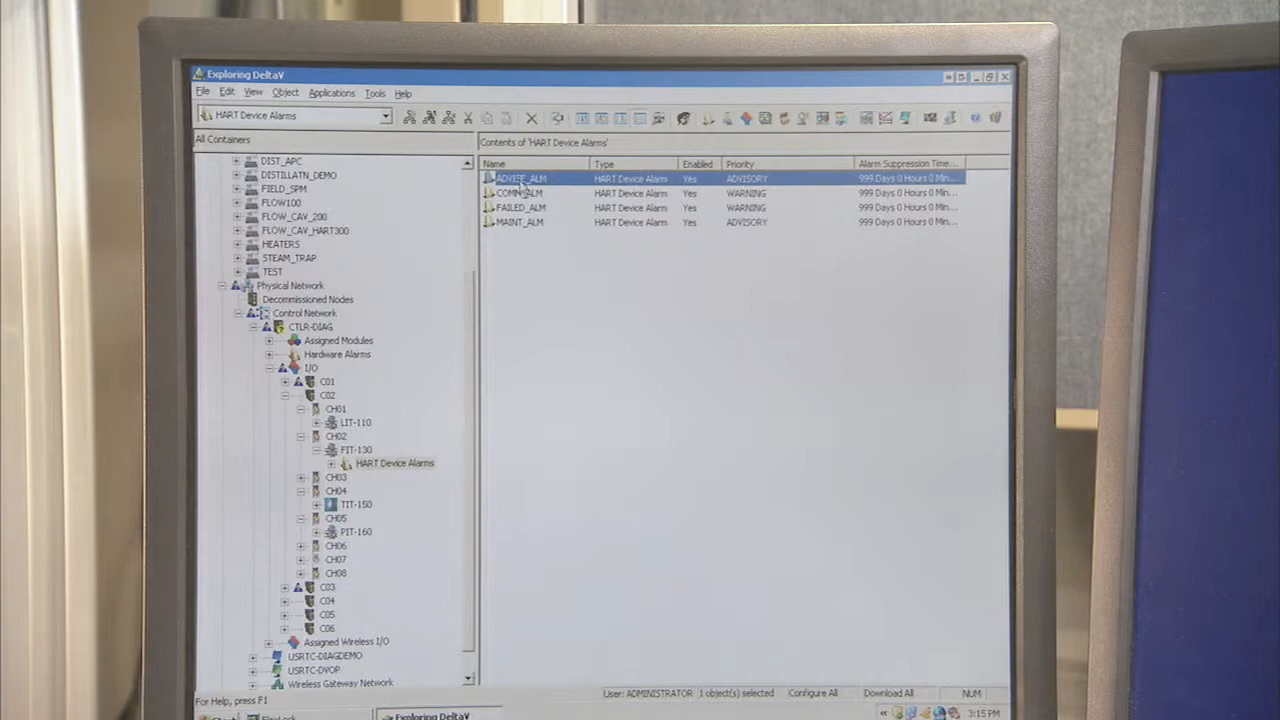 Exploring DeltaV
File Edit View Object Applications Tools Help
HART Device Alarms
All Containers
Contents of 'HART Device Alarms'
Name Type Enabled Priority Alarm Suppression Time...
ADVISE_ALM HART Device Alarm Yes ADVISORY 999 Days 0 Hours 0 Min...
COMM_ALM HART Device Alarm Yes WARNING 999 Days 0 Hours 0 Min...
FAILED_ALM HART Device Alarm Yes WARNING 999 Days 0 Hours 0 Min...
MAINT_ALM HART Device Alarm Yes ADVISORY 999 Days 0 Hours 0 Min...
DIST_APC
DISTILLATN_DEMO
FIELD_SPM
FLOW100
FLOW_CAV_200
FLOW_CAV_HART300
HEATERS
STEAM_TRAP
TEST
Physical Network
Decommissioned Nodes
Control Network
CTLR-DIAG
Assigned Modules
Hardware Alarms
I/O
C01
C02
CH01
LIT-110
CH02
FIT-130
HART Device Alarms
CH03
CH04
TIT-150
CH05
PIT-160
CH06
CH07
CH08
C03
C04
C05
C06
Assigned Wireless I/O
USRTC-DIAGDEMO
USRTC-DVOP
Wireless Gateway Network
For Help, press F1
User: ADMINISTRATOR 1 object(s) selected Configure All Download All NUM
Exploring DeltaV
3:15 PM